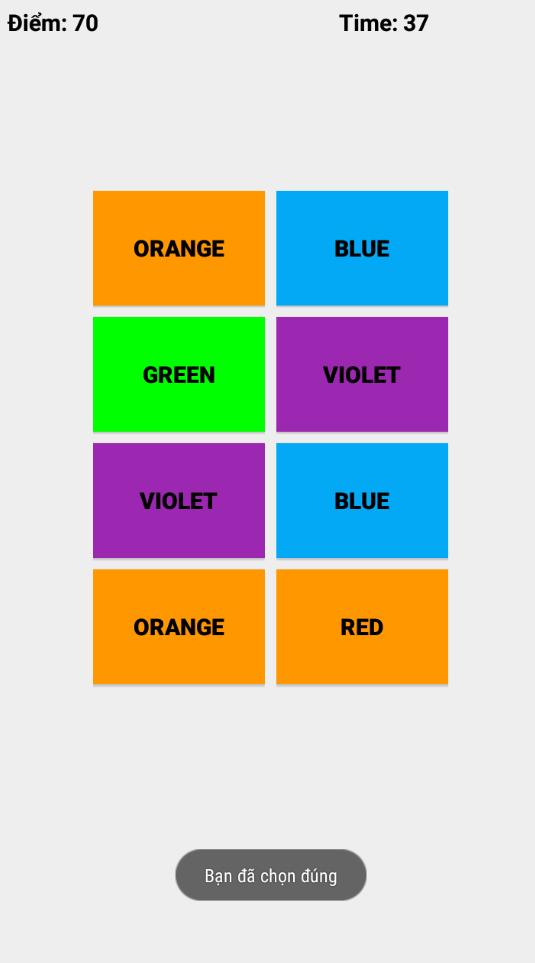 Điểm: 70 Time: 37
ORANGE BLUE
GREEN VIOLET
VIOLET BLUE
ORANGE RED
Bạn đã chọn đúng